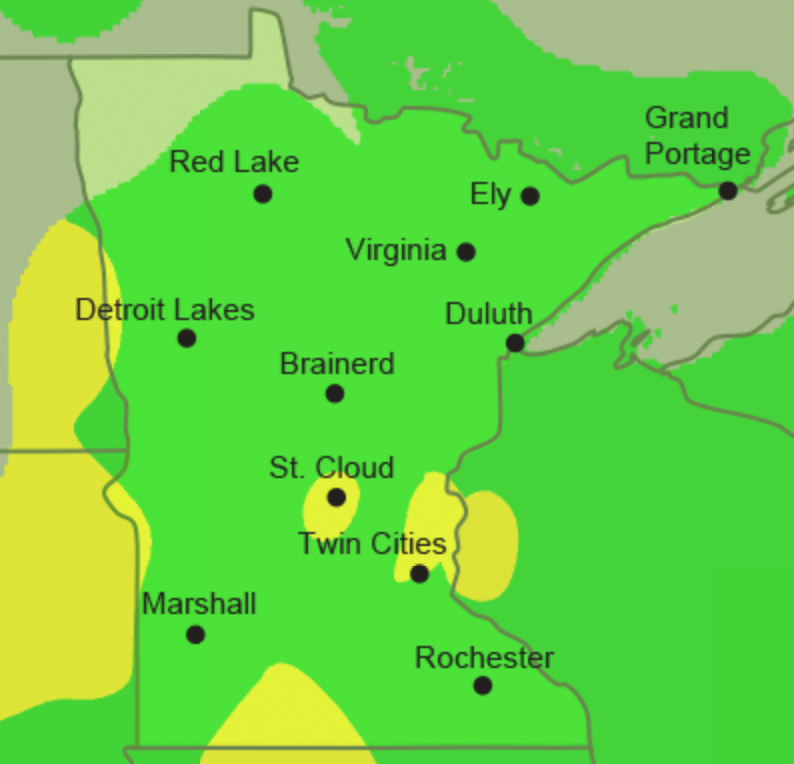 Grand
Portage
Red Lake
Ely
Virginia
Detroit Lakes
Duluth
Brainerd
St. Cloud
Twin Cities
Marshall
Rochester